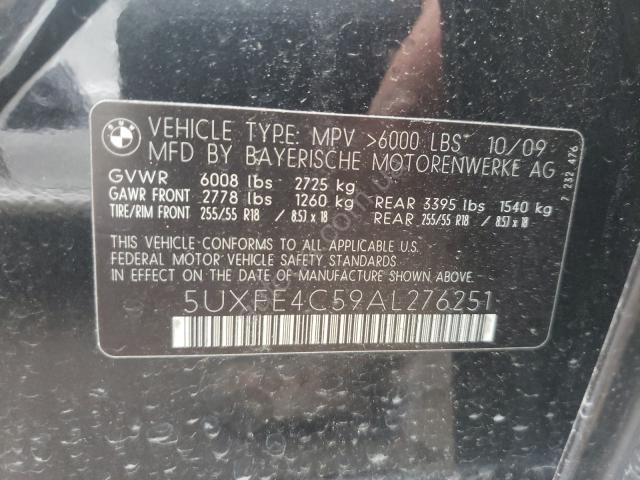 BMW
VEHICLE TYPE: MPV >6000 LBS 10/09
MFD BY BAYERISCHE MOTORENWERKE AG
GVWR 6008 lbs 2725 kg
GAWR FRONT 2778 lbs 1260 kg REAR 3395 lbs 1540 kg
TIRE/RIM FRONT 255/55 R18 / 8.5J x 18 REAR 255/55 R18 / 8.5J x 18
THIS VEHICLE CONFORMS TO ALL APPLICABLE U.S.
FEDERAL MOTOR VEHICLE SAFETY STANDARDS
IN EFFECT ON THE DATE OF MANUFACTURE SHOWN ABOVE.
5UXFE4C59AL276251
7 232 476